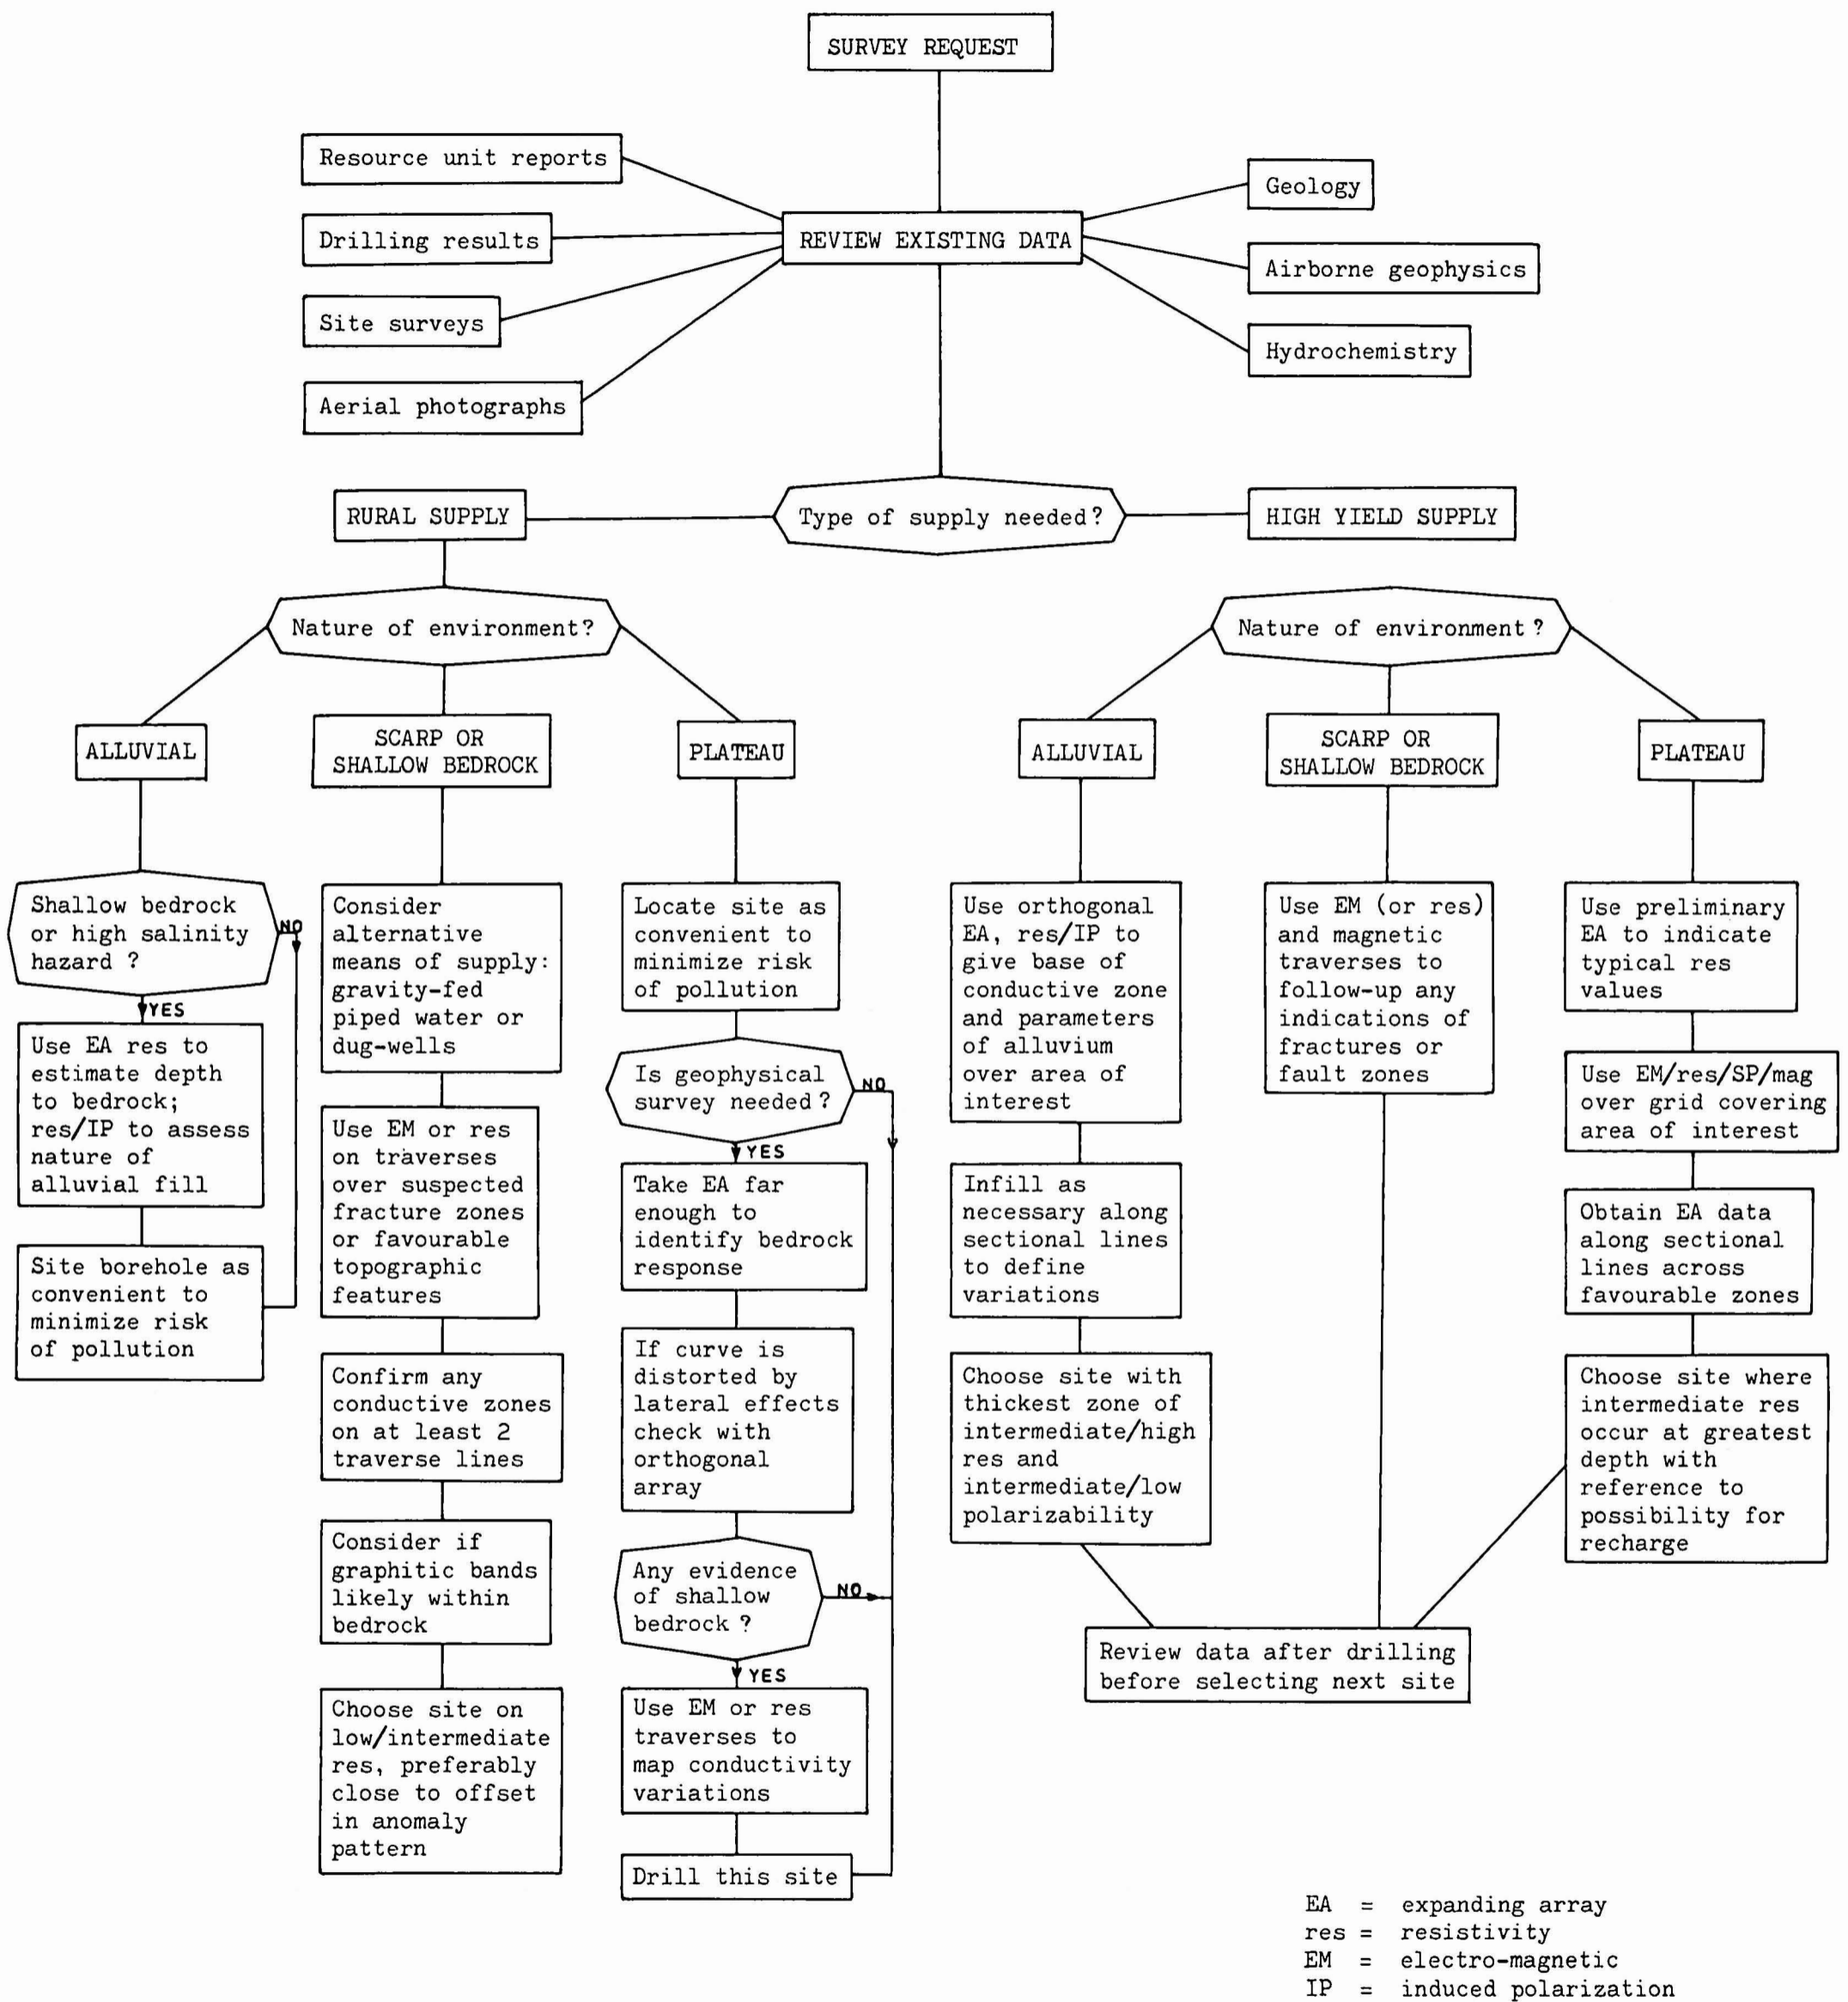 SURVEY REQUEST
Resource unit reports
Drilling results
Site surveys
Aerial photographs
REVIEW EXISTING DATA
Geology
Airborne geophysics
Hydrochemistry
RURAL SUPPLY
Type of supply needed?
HIGH YIELD SUPPLY
Nature of environment?
ALLUVIAL
SCARP OR
SHALLOW BEDROCK
PLATEAU
Shallow bedrock
or high salinity
hazard ?
NO
YES
Use EA res to
estimate depth
to bedrock;
res/IP to assess
nature of
alluvial fill
Site borehole as
convenient to
minimize risk
of pollution
Consider
alternative
means of supply:
gravity-fed
piped water or
dug-wells
Use EM or res
on traverses
over suspected
fracture zones
or favourable
topographic
features
Confirm any
conductive zones
on at least 2
traverse lines
Consider if
graphitic bands
likely within
bedrock
Choose site on
low/intermediate
res, preferably
close to offset
in anomaly
pattern
Locate site as
convenient to
minimize risk
of pollution
Is geophysical
survey needed?
NO
YES
Take EA far
enough to
identify bedrock
response
If curve is
distorted by
lateral effects
check with
orthogonal
array
Any evidence
of shallow
bedrock ?
NO
YES
Use EM or res
traverses to
map conductivity
variations
Drill this site
Nature of environment ?
ALLUVIAL
SCARP OR
SHALLOW BEDROCK
PLATEAU
Use orthogonal
EA, res/IP to
give base of
conductive zone
and parameters
of alluvium
over area of
interest
Infill as
necessary along
sectional lines
to define
variations
Choose site with
thickest zone of
intermediate/high
res and
intermediate/low
polarizability
Use EM (or res)
and magnetic
traverses to
follow-up any
indications of
fractures or
fault zones
Use preliminary
EA to indicate
typical res
values
Use EM/res/SP/mag
over grid covering
area of interest
Obtain EA data
along sectional
lines across
favourable zones
Choose site where
intermediate res
occur at greatest
depth with
reference to
possibility for
recharge
Review data after drilling
before selecting next site
EA = expanding array
res = resistivity
EM = electro-magnetic
IP = induced polarization